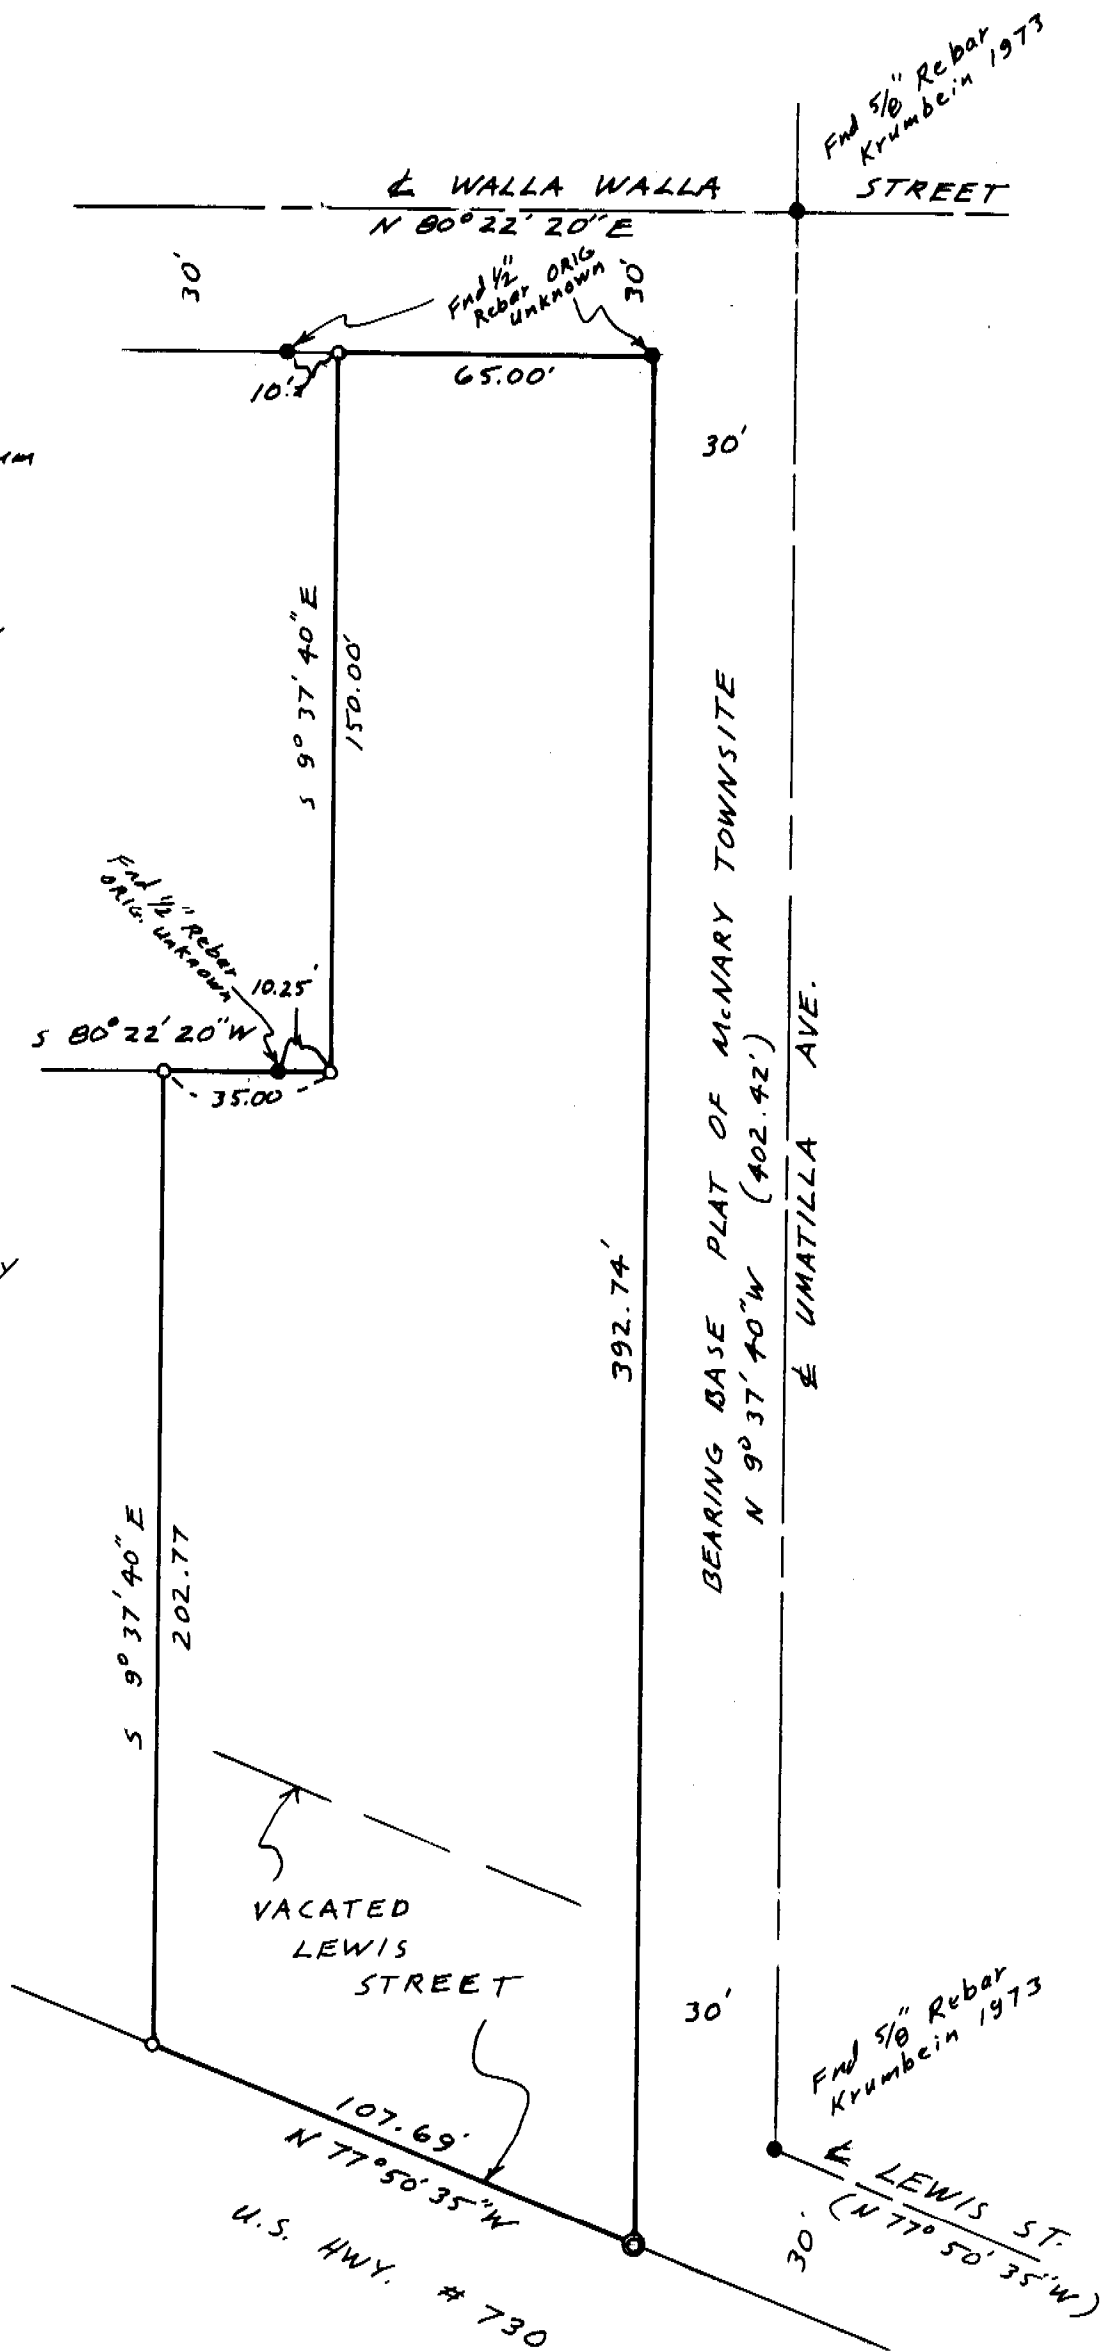 Fnd 5/8" Rebar
Krumbein 1973
℄ WALLA WALLA STREET
N 80° 22' 20" E
30'
Fnd 1/2"
Rebar ORIG
Unknown
30'
10.'
65.00'
30'
S 9° 37' 40" E
150.00'
Fnd 1/2" Rebar
ORIG. Unknown
10.25'
S 80° 22' 20" W
35.00
BEARING BASE PLAT OF McNARY TOWNSITE
N 9° 37' 40" W (402.42')
℄ UMATILLA AVE.
392.74'
S 9° 37' 40" E
202.77
VACATED
LEWIS
STREET
30'
Fnd 5/8" Rebar
Krumbein 1973
107.69'
N 77° 50' 35" W
U.S. HWY. # 730
℄ LEWIS ST.
(N 77° 50' 35" W)
30'